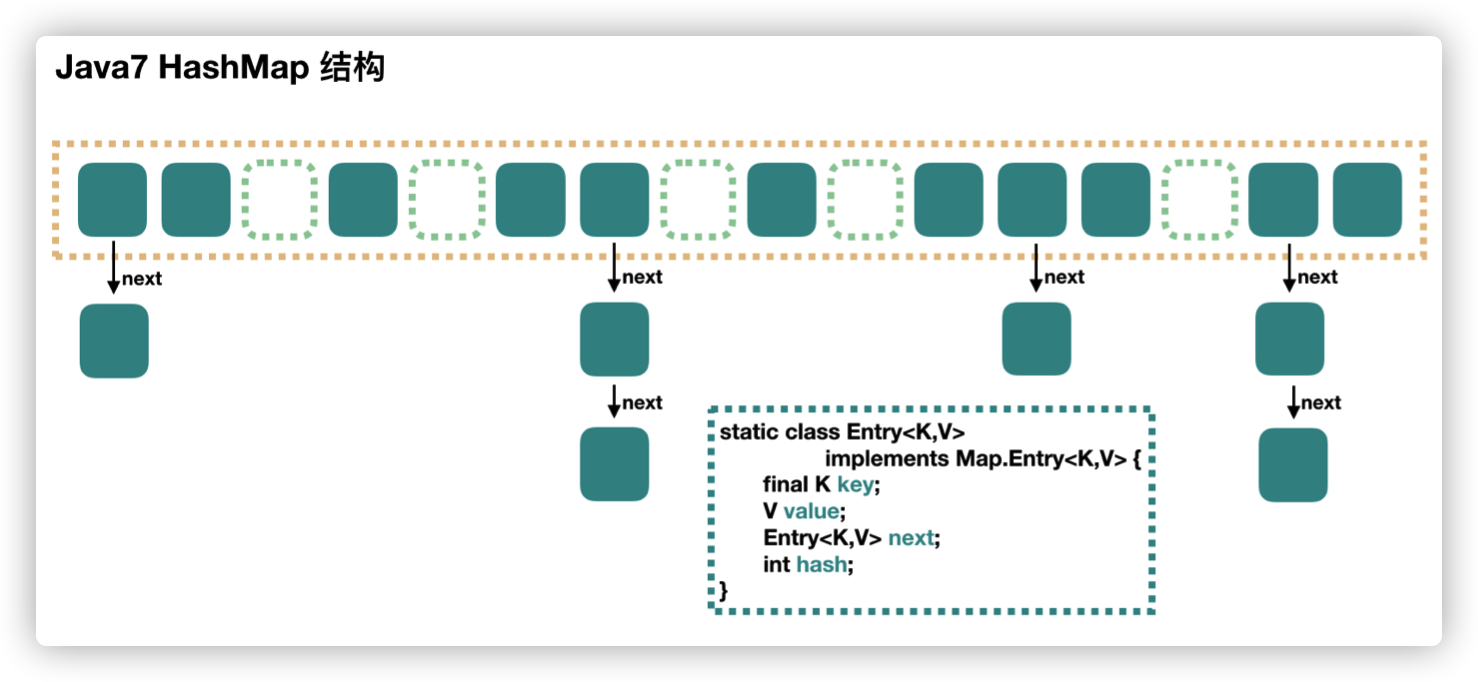 Java7 HashMap 结构
next
next
next
next
next
next
static class Entry<K,V>
implements Map.Entry<K,V> {
final K key;
V value;
Entry<K,V> next;
int hash;
}